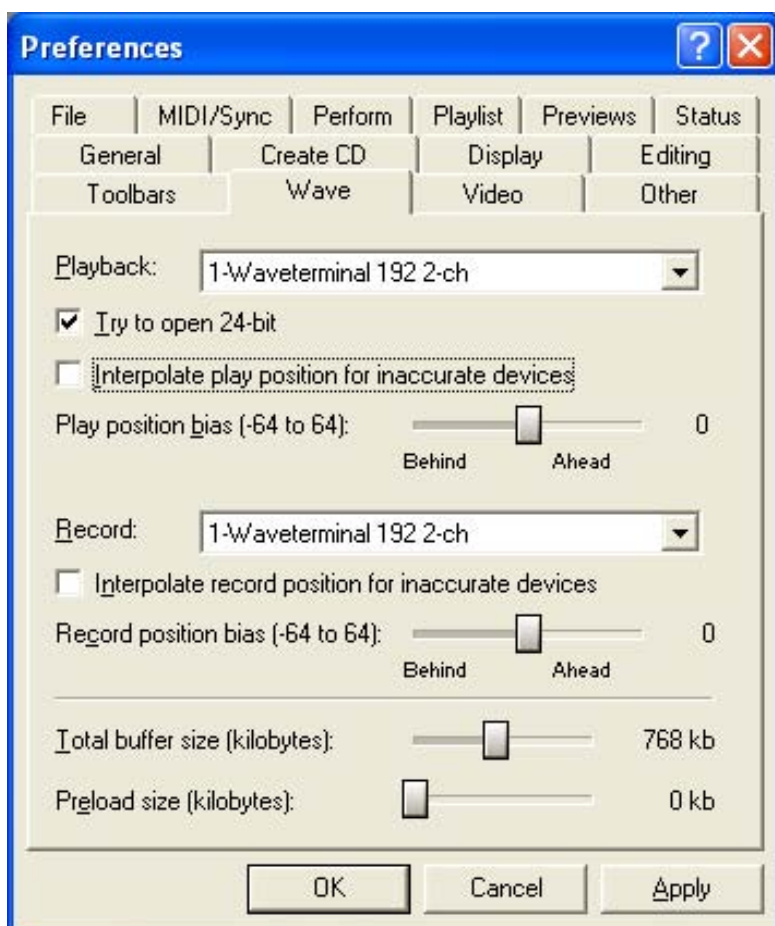 Preferences
File MIDI/Sync Perform Playlist Previews Status
General Create CD Display Editing
Toolbars Wave Video Other
Playback: 1-Waveterminal 192 2-ch
Try to open 24-bit
Interpolate play position for inaccurate devices
Play position bias (-64 to 64): 0
Behind Ahead
Record: 1-Waveterminal 192 2-ch
Interpolate record position for inaccurate devices
Record position bias (-64 to 64): 0
Behind Ahead
Total buffer size (kilobytes): 768 kb
Preload size (kilobytes): 0 kb
OK Cancel Apply